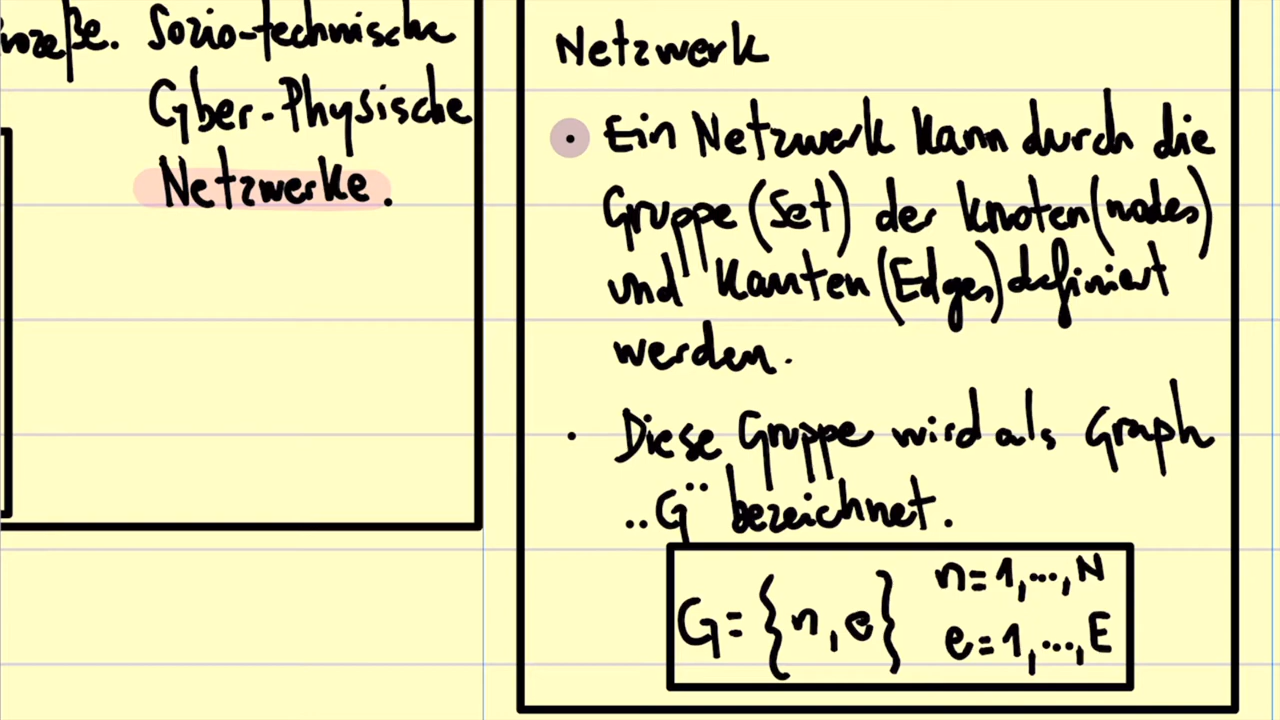 Sozio-technische
Cyber-Physische
Netzwerke.
Netzwerk
• Ein Netzwerk kann durch die
Gruppe (Set) der Knoten (nodes)
und Kanten (Edges) definiert
werden.
• Diese Gruppe wird als Graph
"G" bezeichnet.
G = {n, e} n = 1, ..., N
e = 1, ..., E